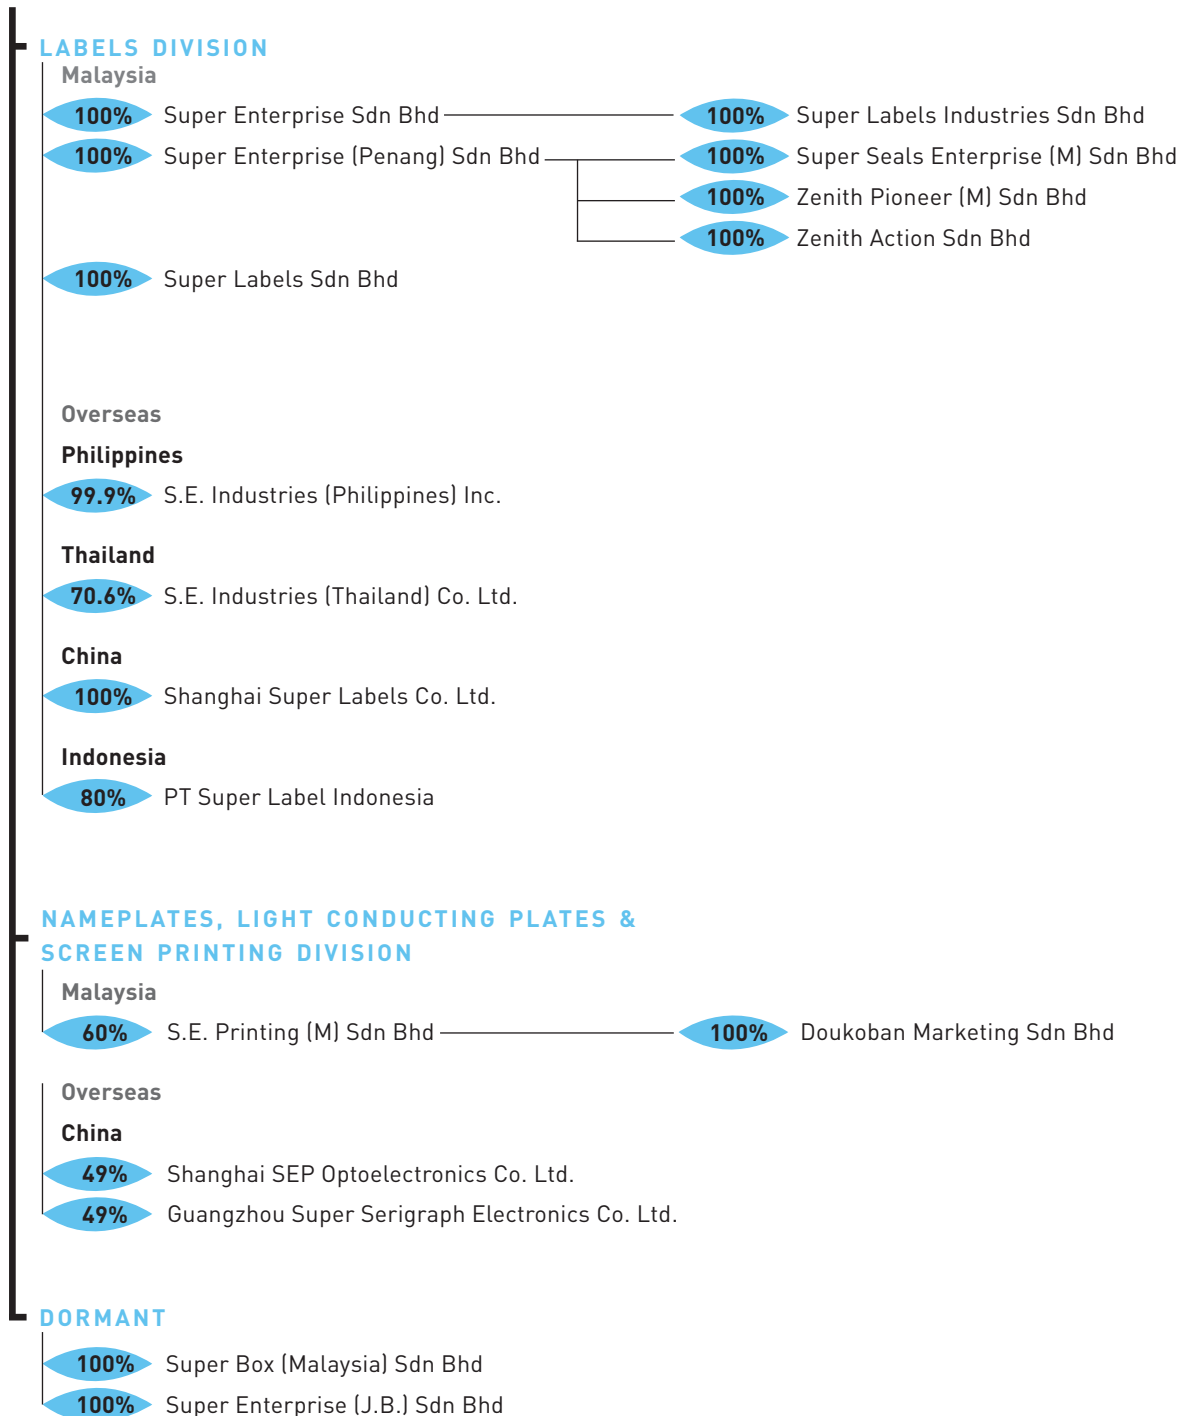 LABELS DIVISION
Malaysia
100% Super Enterprise Sdn Bhd 100% Super Labels Industries Sdn Bhd
100% Super Enterprise (Penang) Sdn Bhd 100% Super Seals Enterprise (M) Sdn Bhd
100% Zenith Pioneer (M) Sdn Bhd
100% Zenith Action Sdn Bhd
100% Super Labels Sdn Bhd
Overseas
Philippines
99.9% S.E. Industries (Philippines) Inc.
Thailand
70.6% S.E. Industries (Thailand) Co. Ltd.
China
100% Shanghai Super Labels Co. Ltd.
Indonesia
80% PT Super Label Indonesia
NAMEPLATES, LIGHT CONDUCTING PLATES &
SCREEN PRINTING DIVISION
Malaysia
60% S.E. Printing (M) Sdn Bhd 100% Doukoban Marketing Sdn Bhd
Overseas
China
49% Shanghai SEP Optoelectronics Co. Ltd.
49% Guangzhou Super Serigraph Electronics Co. Ltd.
DORMANT
100% Super Box (Malaysia) Sdn Bhd
100% Super Enterprise (J.B.) Sdn Bhd